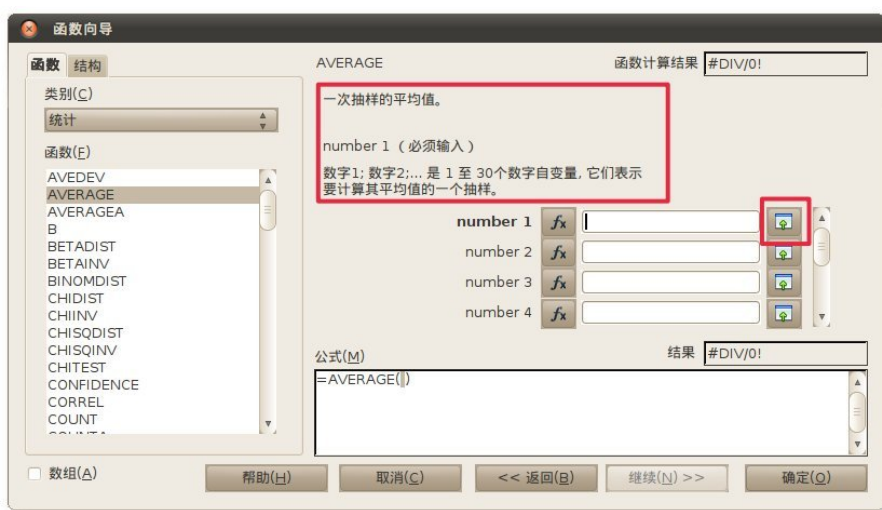 函数向导
函数 结构
AVERAGE
函数计算结果 #DIV/0!
类别(C)
统计
函数(F)
AVEDEV
AVERAGE
AVERAGEA
B
BETADIST
BETAINV
BINOMDIST
CHIDIST
CHIINV
CHISQDIST
CHISQINV
CHITEST
CONFIDENCE
CORREL
COUNT
一次抽样的平均值。
number 1 ( 必须输入 )
数字1; 数字2;... 是 1 至 30个数字自变量, 它们表示
要计算其平均值的一个抽样。
number 1 fx
number 2 fx
number 3 fx
number 4 fx
公式(M)
结果 #DIV/0!
=AVERAGE()
数组(A)
帮助(H) 取消(C) << 返回(B) 继续(N) >> 确定(O)